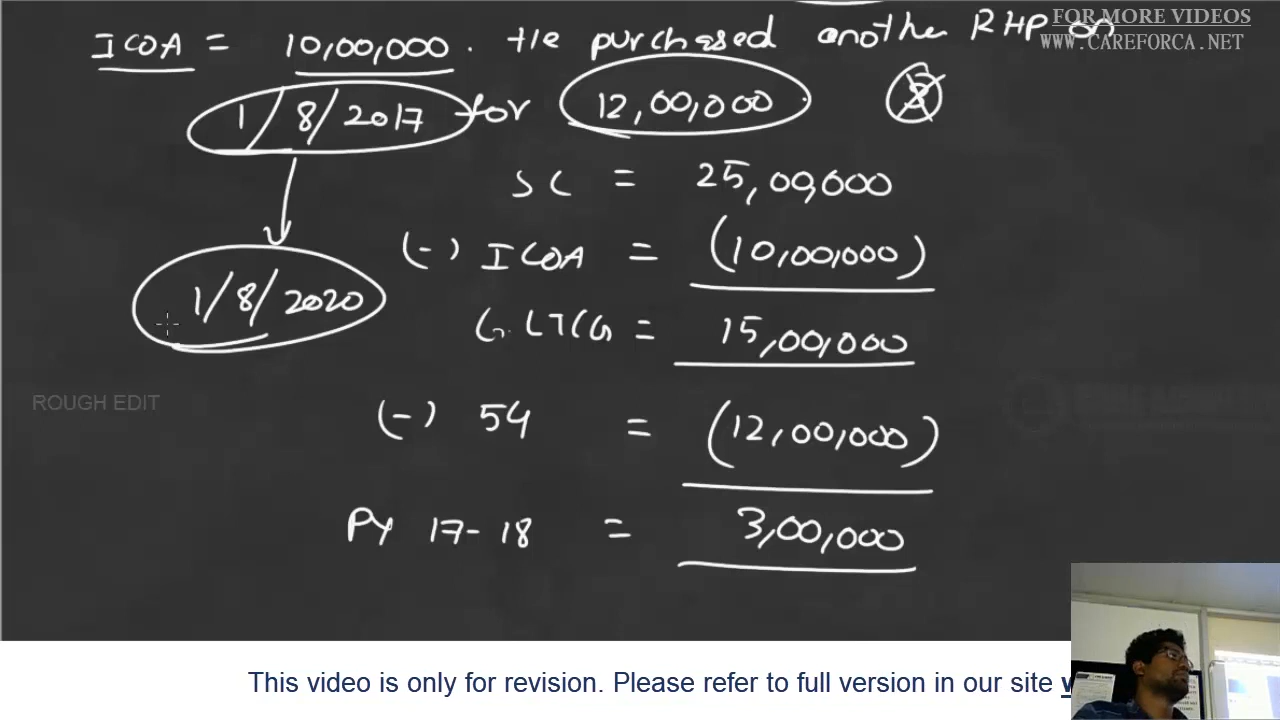 FOR MORE VIDEOS
WWW.CAREFORCA.NET
ICOA = 10,00,000. He purchased another RHP on
1/8/2017 for 12,00,000
SC = 25,00,000
(-) ICOA = (10,00,000)
1/8/2020
G. LTCG = 15,00,000
ROUGH EDIT
(-) 54 = (12,00,000)
PY 17-18 = 3,00,000
This video is only for revision. Please refer to full version in our site